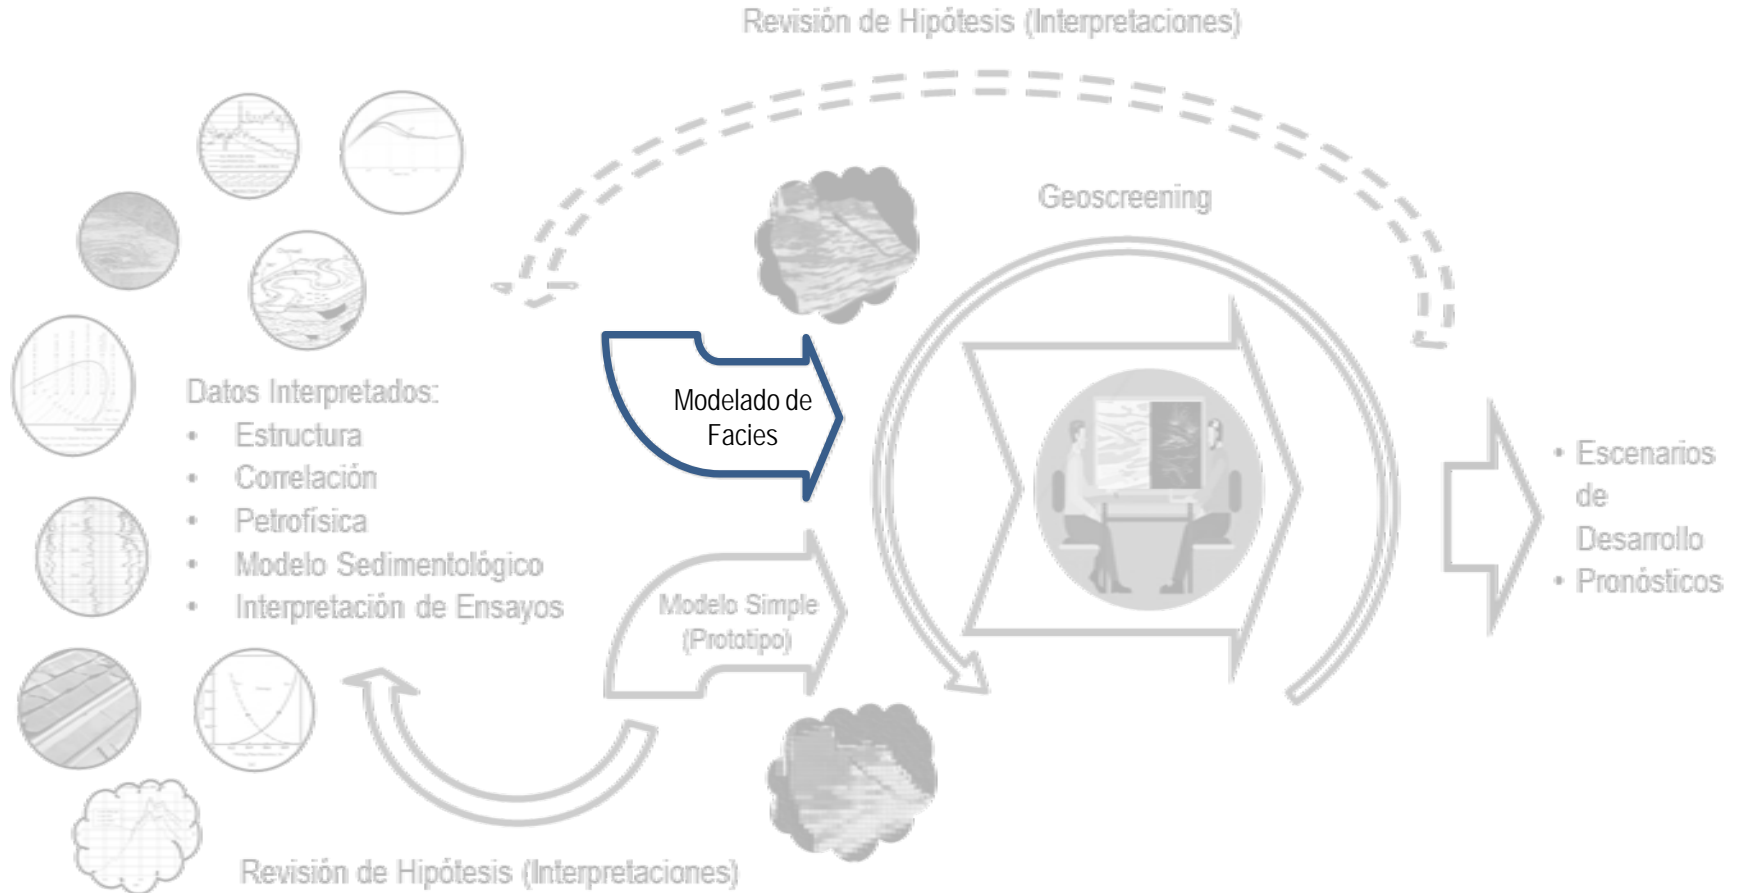 Revisión de Hipótesis (Interpretaciones)
Geoscreening
Datos Interpretados:
• Estructura
• Correlación
• Petrofísica
• Modelo Sedimentológico
• Interpretación de Ensayos
Modelado de
Facies
Modelo Simple
(Prototipo)
• Escenarios
de
Desarrollo
• Pronósticos
Revisión de Hipótesis (Interpretaciones)